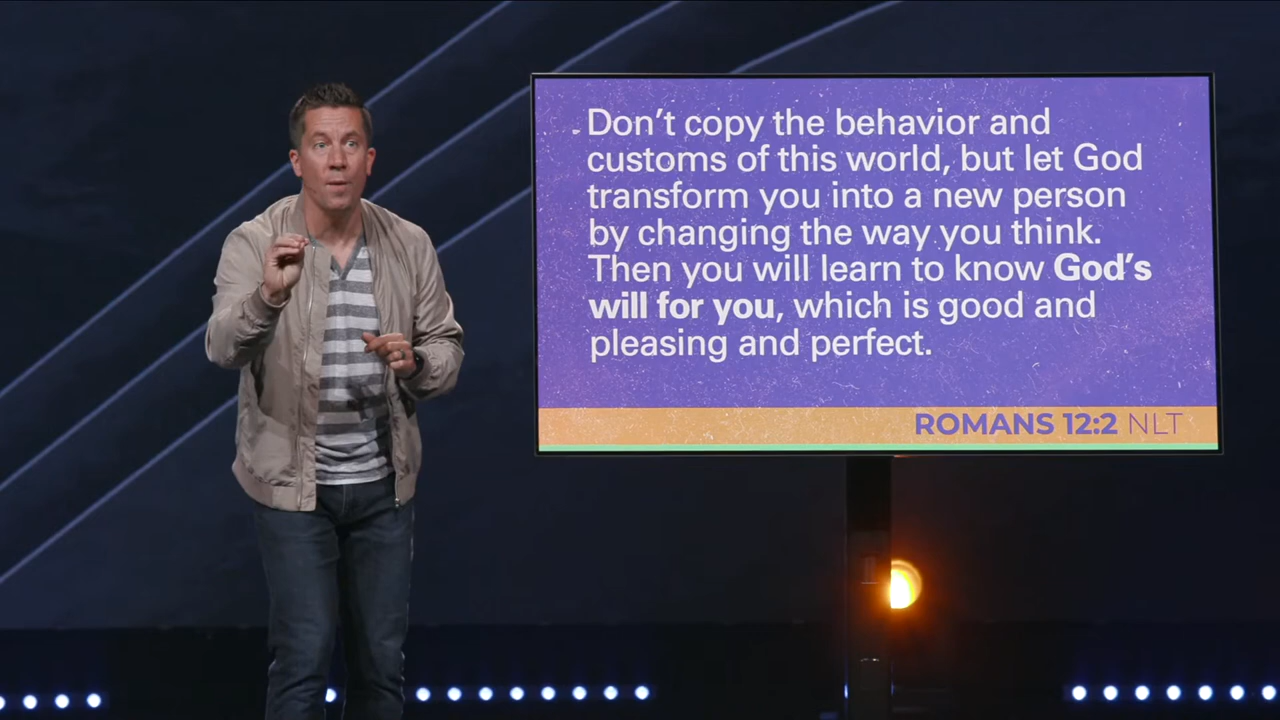 Don't copy the behavior and
customs of this world, but let God
transform you into a new person
by changing the way you think.
Then you will learn to know God's
will for you, which is good and
pleasing and perfect.
ROMANS 12:2 NLT